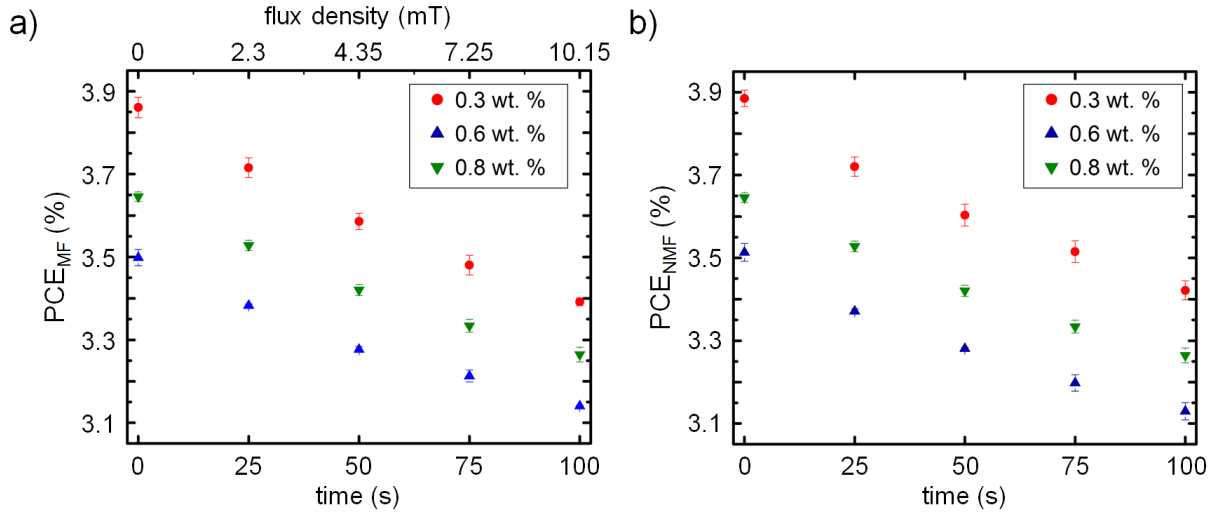 a)
flux density (mT)
0 2.3 4.35 7.25 10.15
PCE_MF (%)
3.9
3.7
3.5
3.3
3.1
0.3 wt. %
0.6 wt. %
0.8 wt. %
0 25 50 75 100
time (s)
b)
PCE_NMF (%)
3.9
3.7
3.5
3.3
3.1
0.3 wt. %
0.6 wt. %
0.8 wt. %
0 25 50 75 100
time (s)